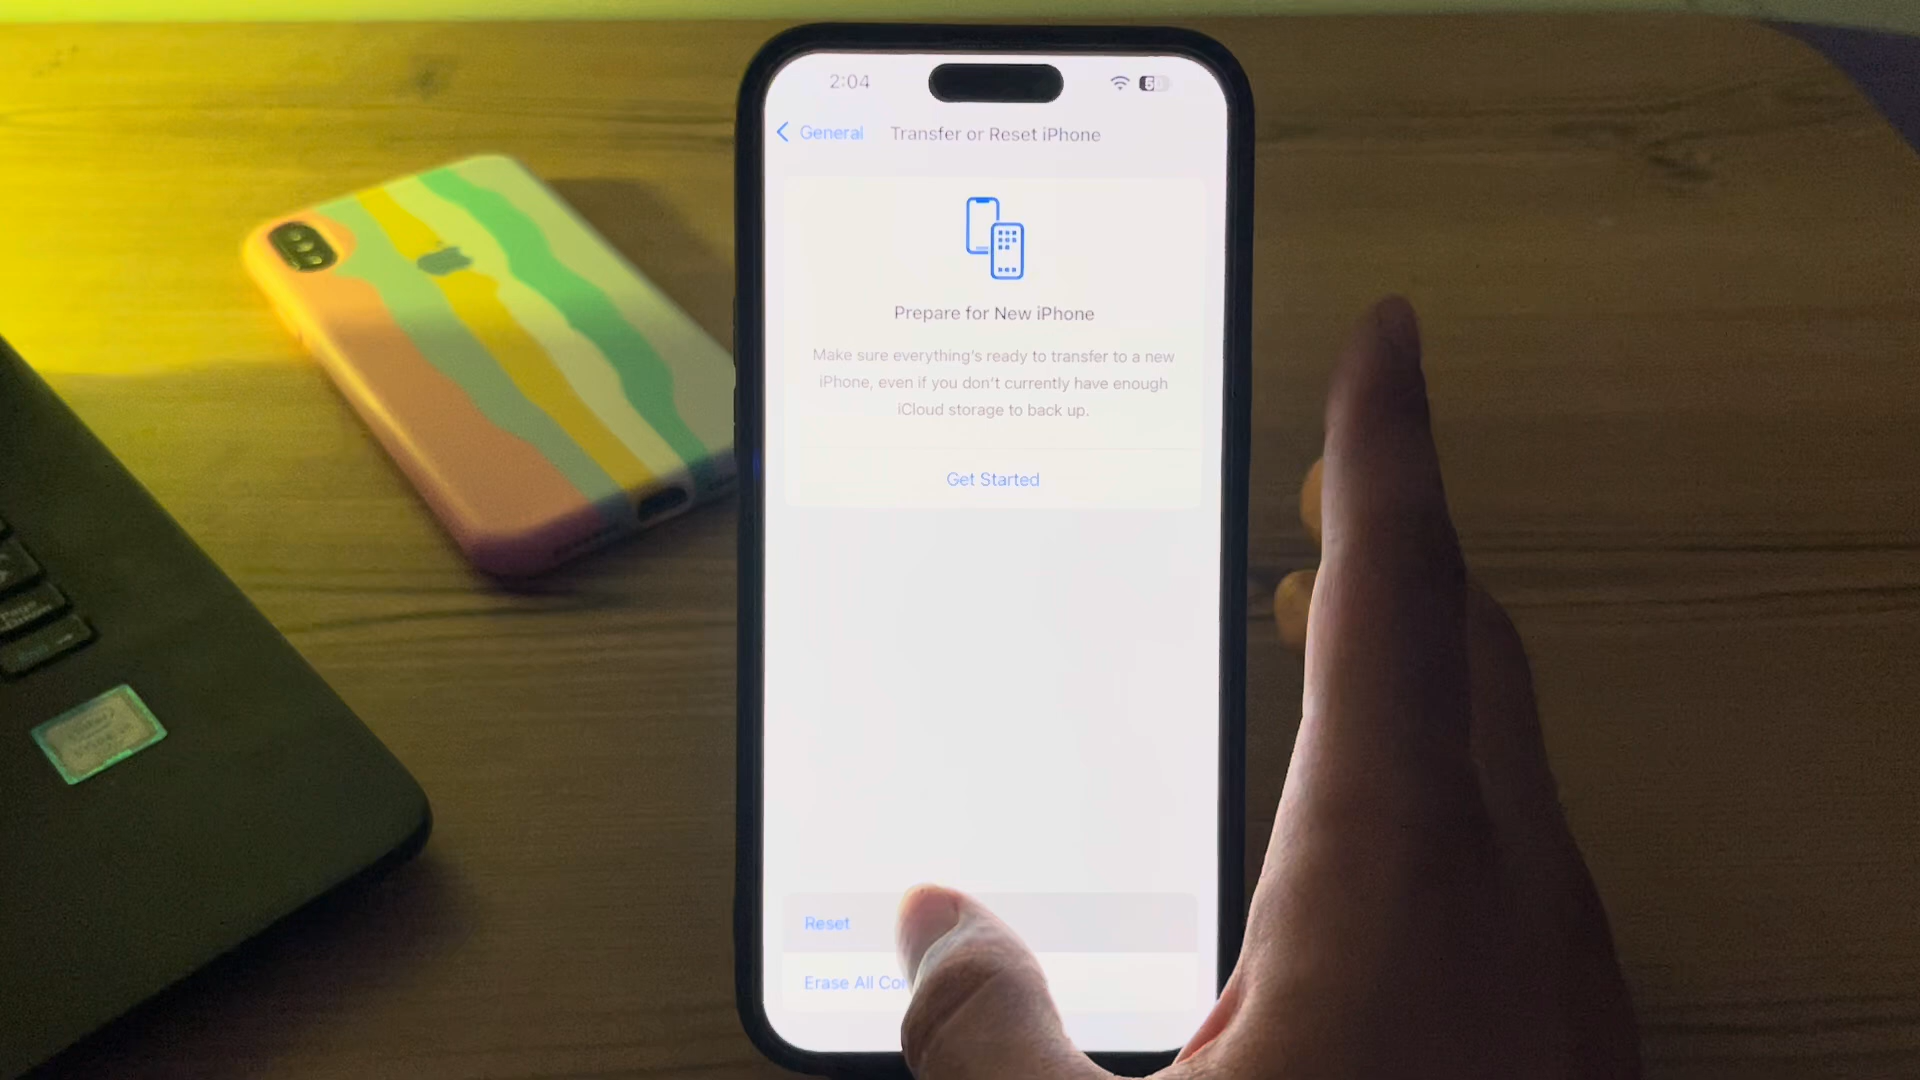 2:04
General
Transfer or Reset iPhone
Prepare for New iPhone
Make sure everything's ready to transfer to a new
iPhone, even if you don't currently have enough
iCloud storage to back up.
Get Started
Reset
Erase All